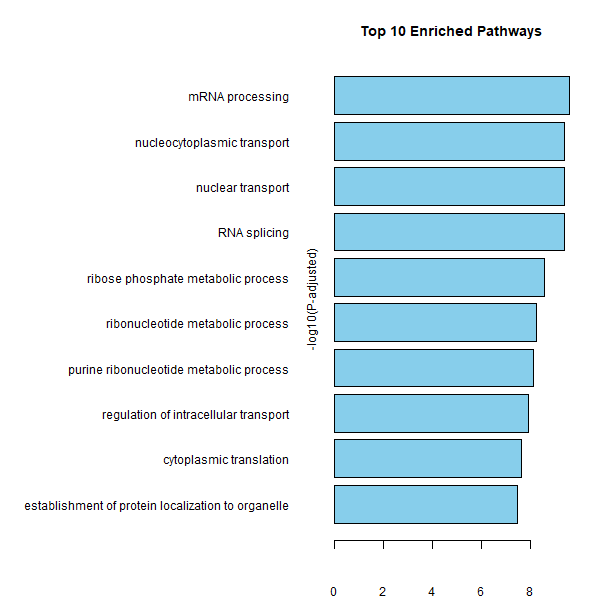 Top 10 Enriched Pathways
mRNA processing
nucleocytoplasmic transport
nuclear transport
RNA splicing
ribose phosphate metabolic process
ribonucleotide metabolic process
purine ribonucleotide metabolic process
regulation of intracellular transport
cytoplasmic translation
establishment of protein localization to organelle
-log10(P-adjusted)
0 2 4 6 8